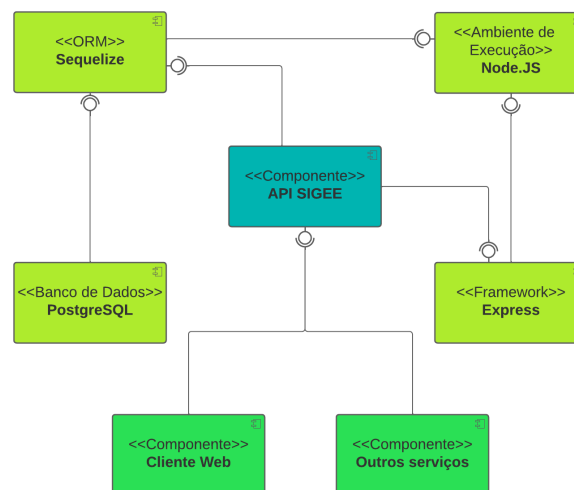 <<ORM>>
Sequelize
<<Ambiente de
Execução>>
Node.JS
<<Componente>>
API SIGEE
<<Banco de Dados>>
PostgreSQL
<<Framework>>
Express
<<Componente>>
Cliente Web
<<Componente>>
Outros serviços